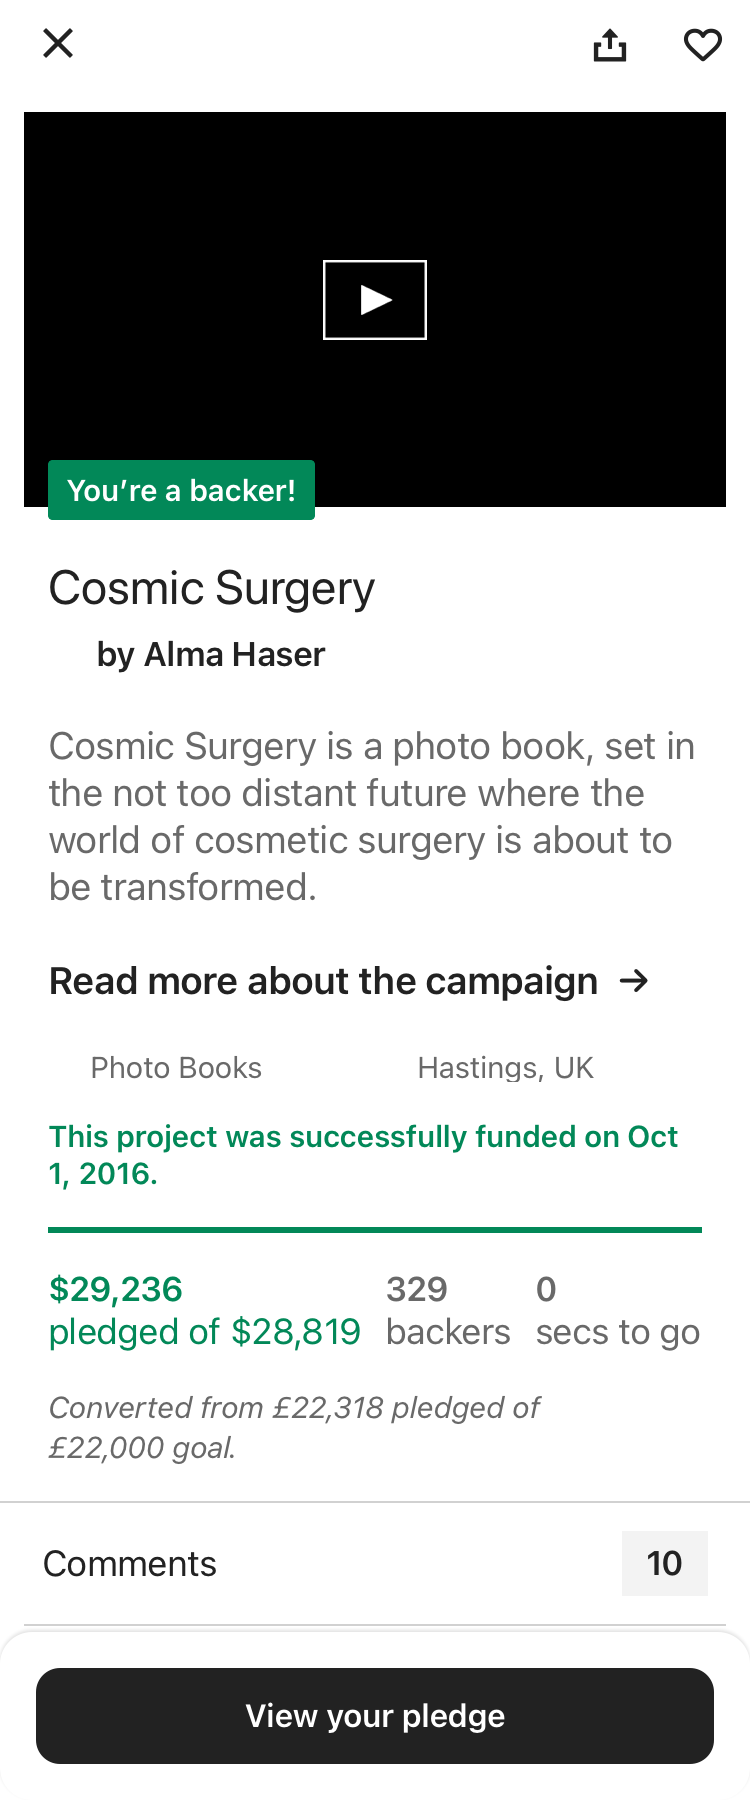 You're a backer!
Cosmic Surgery
by Alma Haser
Cosmic Surgery is a photo book, set in
the not too distant future where the
world of cosmetic surgery is about to
be transformed.
Read more about the campaign →
Photo Books
Hastings, UK
This project was successfully funded on Oct
1, 2016.
$29,236
pledged of $28,819
329
backers
0
secs to go
Converted from £22,318 pledged of
£22,000 goal.
Comments
10
View your pledge